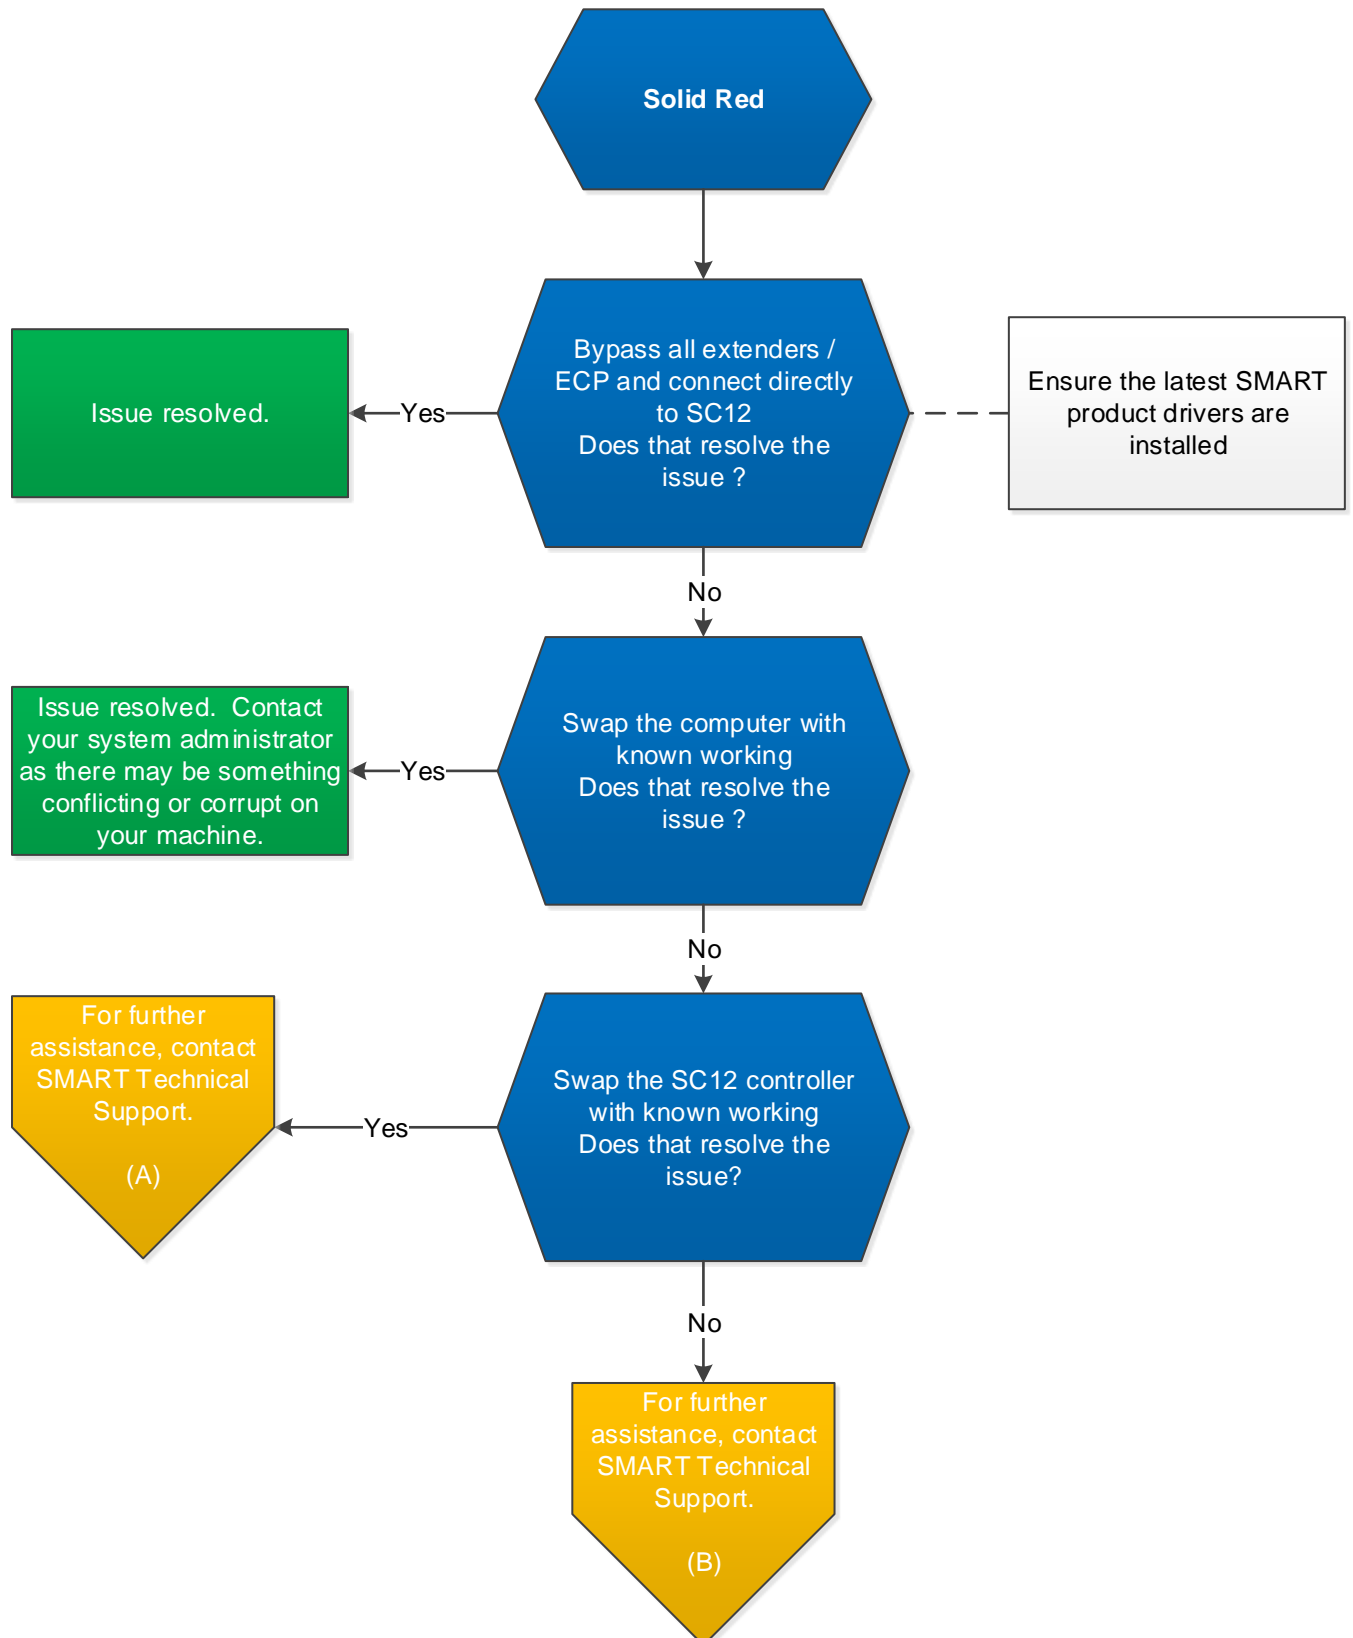 Solid Red
Bypass all extenders /
ECP and connect directly
to SC12
Does that resolve the
issue ?
Yes
Issue resolved.
Ensure the latest SMART
product drivers are
installed
No
Swap the computer with
known working
Does that resolve the
issue ?
Yes
Issue resolved.  Contact
your system administrator
as there may be something
conflicting or corrupt on
your machine.
No
Swap the SC12 controller
with known working
Does that resolve the
issue?
Yes
For further
assistance, contact
SMART Technical
Support.
(A)
No
For further
assistance, contact
SMART Technical
Support.
(B)